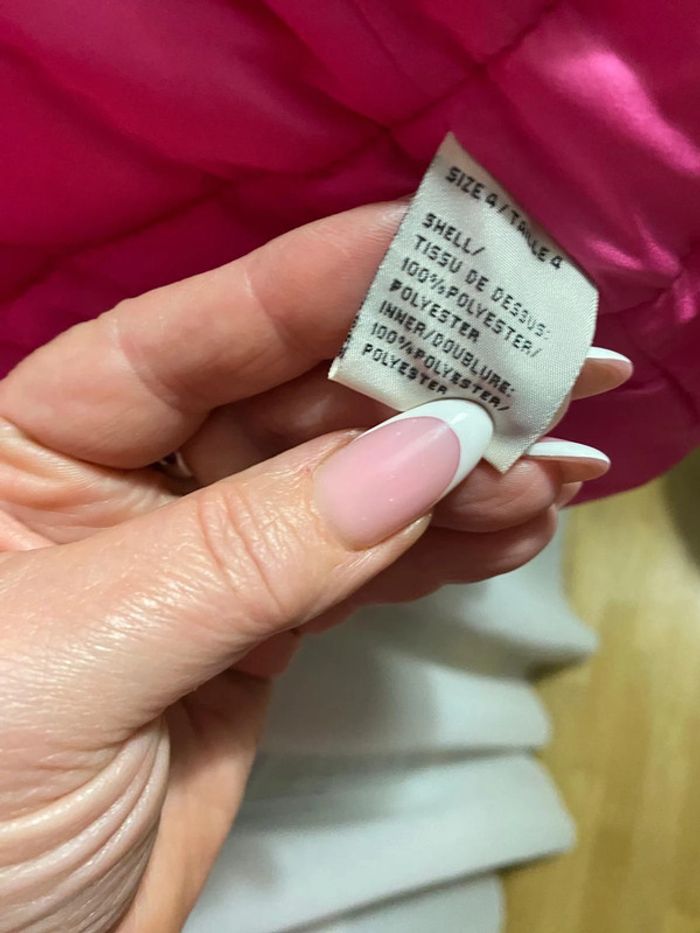 SIZE 4/TAILLE 4
SHELL/
TISSU DE DESSUS:
100%POLYESTER/
POLYESTER
INNER/DOUBLURE:
100%POLYESTER/
POLYESTER